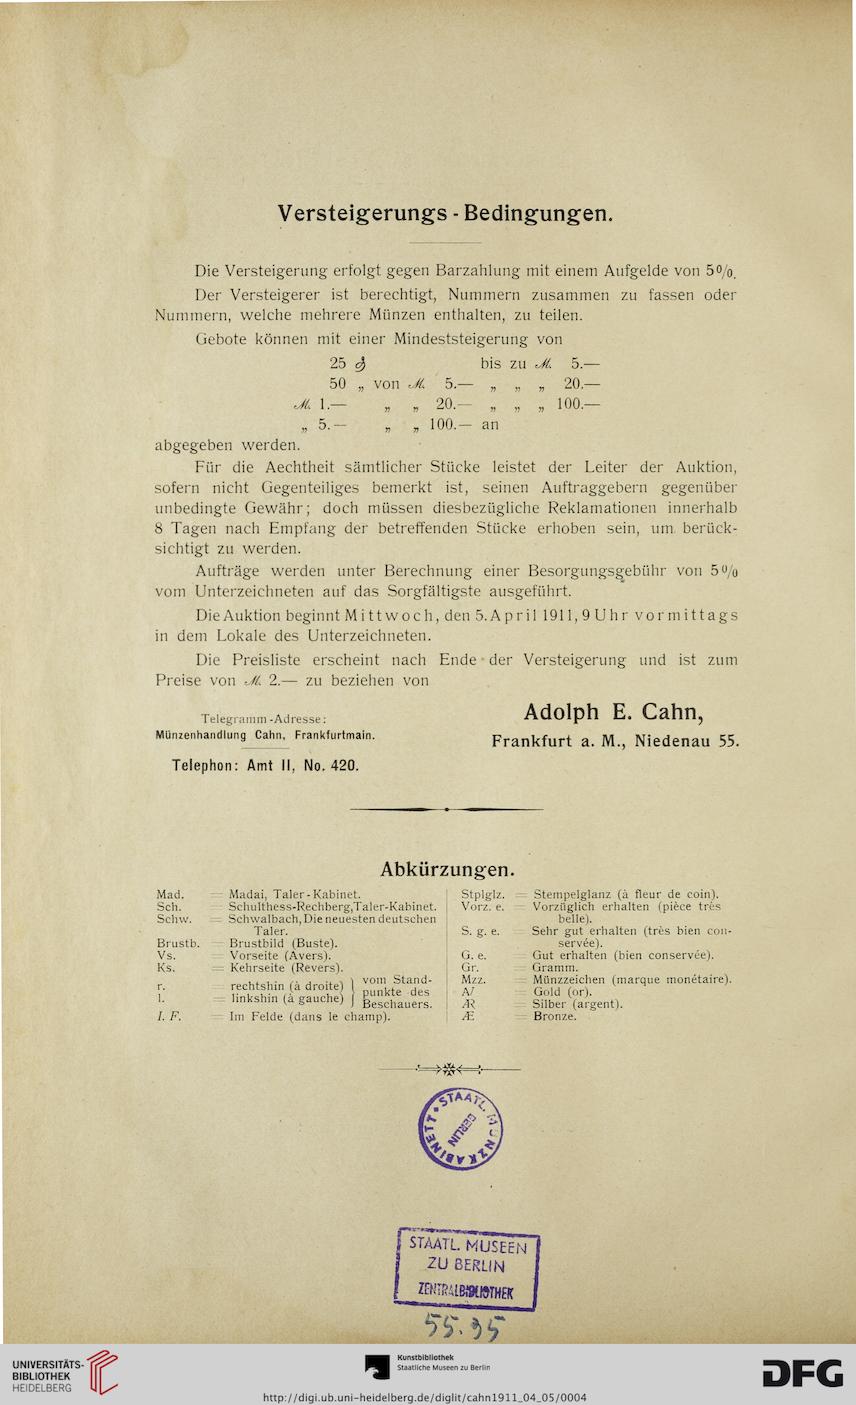 Versteigerungs-Bedingungen.
Die Versteigerung erfolgt gegen Barzahlung mit einem Aufgelde von 5%.
Der Versteigerer ist berechtigt, Nummern zusammen zu fassen oder
Nummern, welche mehrere Münzen enthalten, zu teilen.
Gebote können mit einer Mindeststeigerung von
25 ₰ bis zu ℳ 5.—
50 „ von ℳ 5.— „ „ „ 20.—
ℳ 1.— „ „ 20.— „ „ „ 100.—
„ 5.— „ „ 100.— an
abgegeben werden.
Für die Aechtheit sämtlicher Stücke leistet der Leiter der Auktion,
sofern nicht Gegenteiliges bemerkt ist, seinen Auftraggebern gegenüber
unbedingte Gewähr; doch müssen diesbezügliche Reklamationen innerhalb
8 Tagen nach Empfang der betreffenden Stücke erhoben sein, um berück-
sichtigt zu werden.
Aufträge werden unter Berechnung einer Besorgungsgebühr von 5%
vom Unterzeichneten auf das Sorgfältigste ausgeführt.
Die Auktion beginnt Mittwoch, den 5. April 1911, 9 Uhr vormittags
in dem Lokale des Unterzeichneten.
Die Preisliste erscheint nach Ende der Versteigerung und ist zum
Preise von ℳ 2.— zu beziehen von
Adolph E. Cahn,
Frankfurt a. M., Niedenau 55.
Telegramm-Adresse:
Münzenhandlung Cahn, Frankfurtmain.
Telephon: Amt II, No. 420.
Abkürzungen.
Mad. = Madai, Taler-Kabinet.
Sch. = Schulthess-Rechberg, Taler-Kabinet.
Schw. = Schwalbach, Die neuesten deutschen
Taler.
Brustb. = Brustbild (Buste).
Vs. = Vorseite (Avers).
Ks. = Kehrseite (Revers).
r. = rechtshin (à droite)
l. = linkshin (à gauche)
vom Stand-
punkte des
Beschauers.
I. F. = Im Felde (dans le champ).
Stplglz. = Stempelglanz (à fleur de coin).
Vorz. e. = Vorzüglich erhalten (pièce très
belle).
S. g. e. = Sehr gut erhalten (très bien con-
servée).
G. e. = Gut erhalten (bien conservée).
Gr. = Gramm.
Mzz. = Münzzeichen (marque monétaire).
A/ = Gold (or).
ÆR = Silber (argent).
Æ = Bronze.
STAATL. MÜNZKABINETT
BERLIN
STAATL. MUSEEN
ZU BERLIN
ZENTRALBIBLIOTHEK
55.95
UNIVERSITÄTS-
BIBLIOTHEK
HEIDELBERG
Kunstbibliothek
Staatliche Museen zu Berlin
DFG
http://digi.ub.uni-heidelberg.de/diglit/cahn1911_04_05/0004